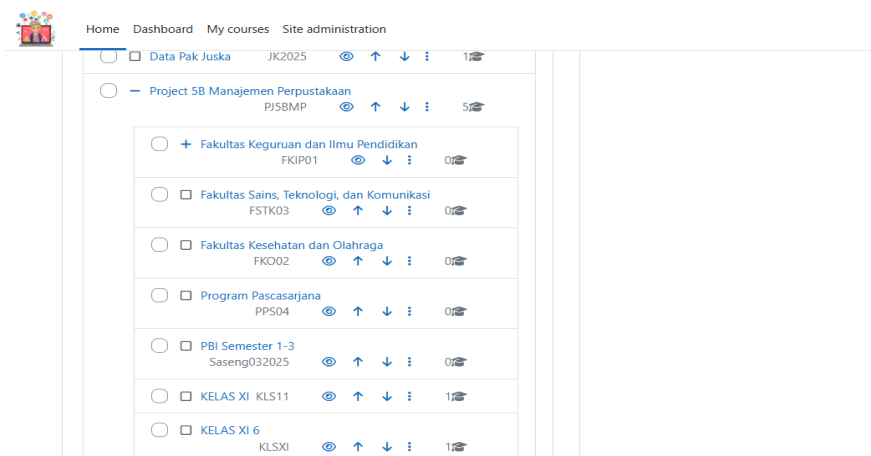 Home Dashboard My courses Site administration
Data Pak Juska JK2025 1
Project 5B Manajemen Perpustakaan
PJ5BMP 5
Fakultas Keguruan dan Ilmu Pendidikan
FKIP01 0
Fakultas Sains, Teknologi, dan Komunikasi
FSTK03 0
Fakultas Kesehatan dan Olahraga
FKO02 0
Program Pascasarjana
PPS04 0
PBI Semester 1-3
Saseng032025 0
KELAS XI KLS11 1
KELAS XI 6
KLSXI 1